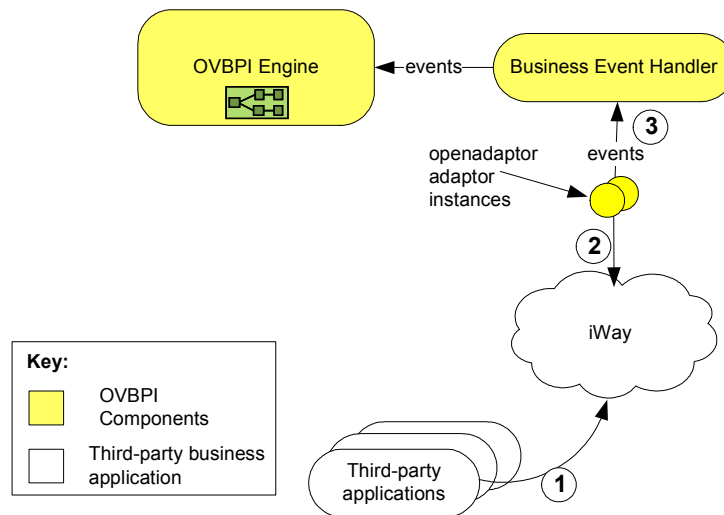 OVBPI Engine
events
Business Event Handler
3
openadaptor
adaptor
instances
events
2
iWay
Key:
OVBPI
Components
Third-party business
application
Third-party
applications
1